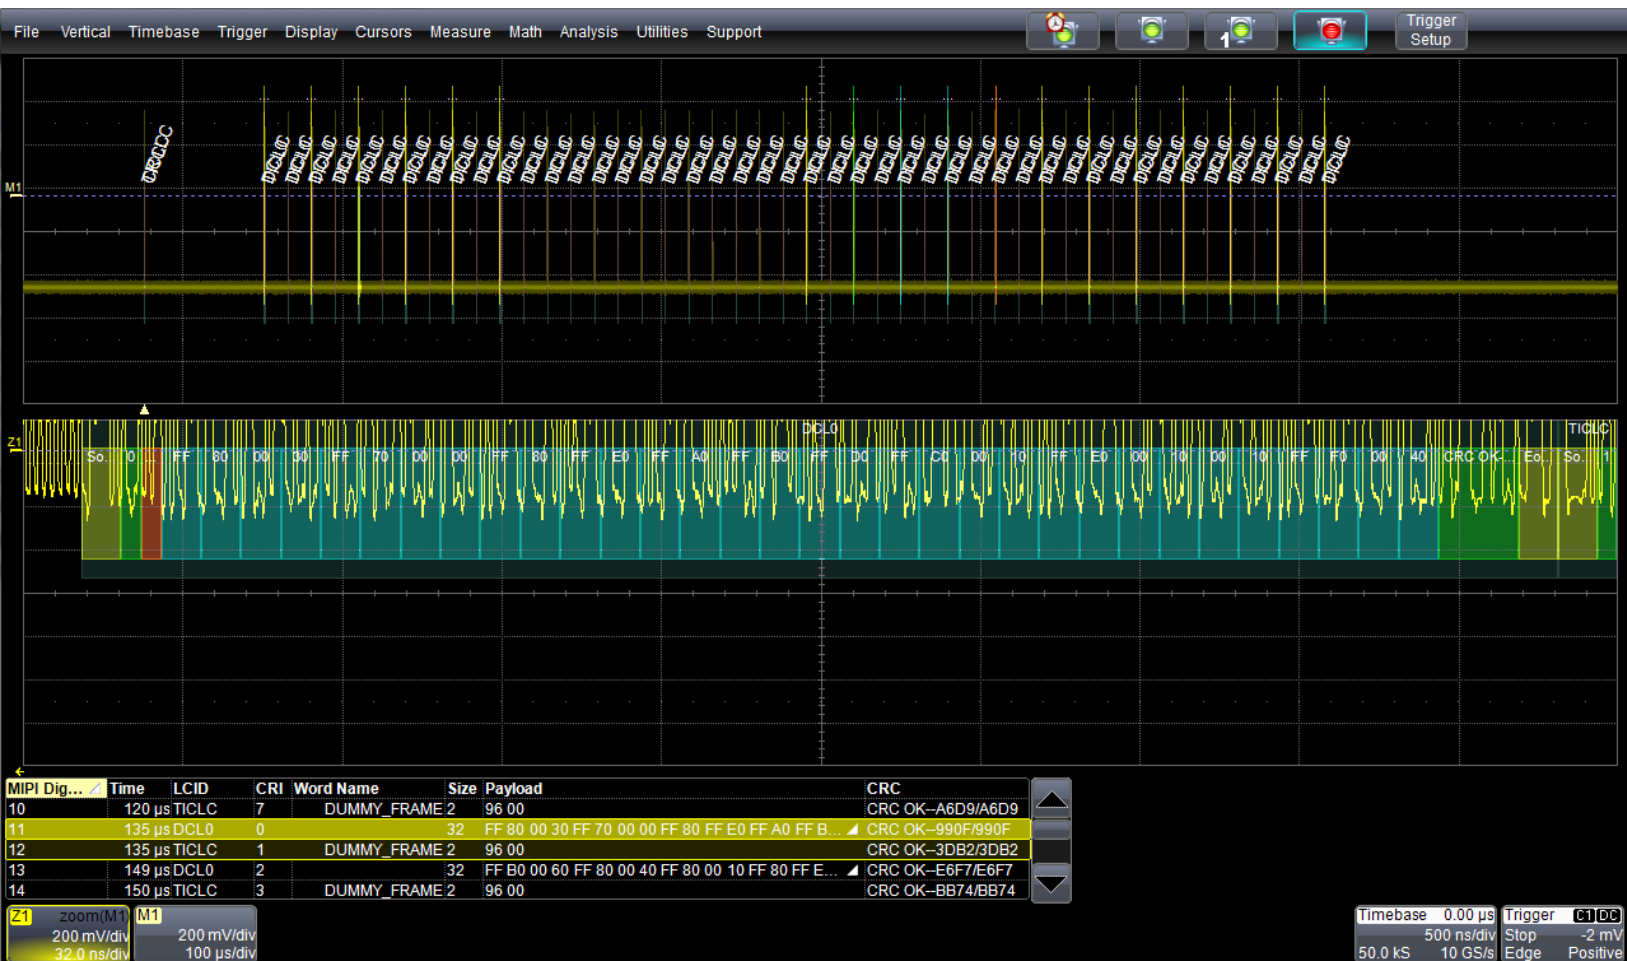 File Vertical Timebase Trigger Display Cursors Measure Math Analysis Utilities Support
1
Trigger
Setup
M1
Z1
DCL0 TICLC
So... 0 FF 80 00 30 FF 70 00 00 FF 80 FF E0 FF A0 FF B0 FF D0 FF C0 00 10 FF E0 00 10 00 10 FF F0 00 40 CRC OK-... Eo... So... 1
MIPI Dig... Time LCID CRI Word Name Size Payload CRC
10 120 µs TICLC 7 DUMMY_FRAME 2 96 00 CRC OK--A6D9/A6D9
11 135 µs DCL0 0 32 FF 80 00 30 FF 70 00 00 FF 80 FF E0 FF A0 FF B... CRC OK--990F/990F
12 135 µs TICLC 1 DUMMY_FRAME 2 96 00 CRC OK--3DB2/3DB2
13 149 µs DCL0 2 32 FF B0 00 60 FF 80 00 40 FF 80 00 10 FF 80 FF E... CRC OK--E6F7/E6F7
14 150 µs TICLC 3 DUMMY_FRAME 2 96 00 CRC OK--BB74/BB74
Z1 zoom(M1)
200 mV/div
32.0 ns/div
M1
200 mV/div
100 µs/div
Timebase 0.00 µs
500 ns/div
50.0 kS 10 GS/s
Trigger C1 DC
Stop -2 mV
Edge Positive